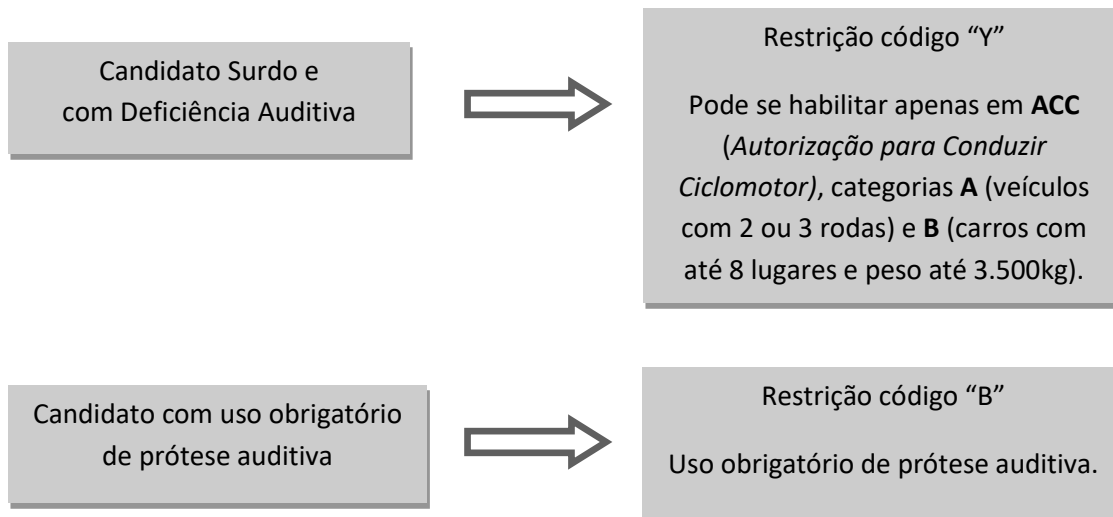 Candidato Surdo e
com Deficiência Auditiva
Restrição código “Y”
Pode se habilitar apenas em ACC
(Autorização para Conduzir
Ciclomotor), categorias A (veículos
com 2 ou 3 rodas) e B (carros com
até 8 lugares e peso até 3.500kg).
Candidato com uso obrigatório
de prótese auditiva
Restrição código “B”
Uso obrigatório de prótese auditiva.